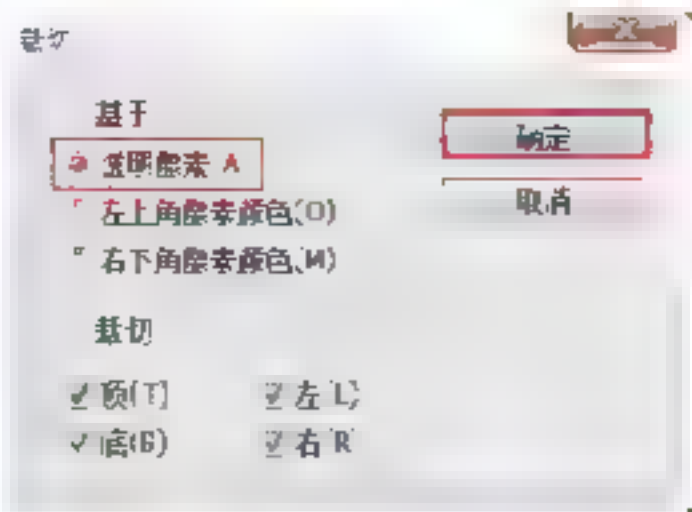 裁切
基于
透明像素 A
左上角像素颜色(O)
右下角像素颜色(M)
裁切
顶(T) 左(L)
底(B) 右(R)
确定
取消